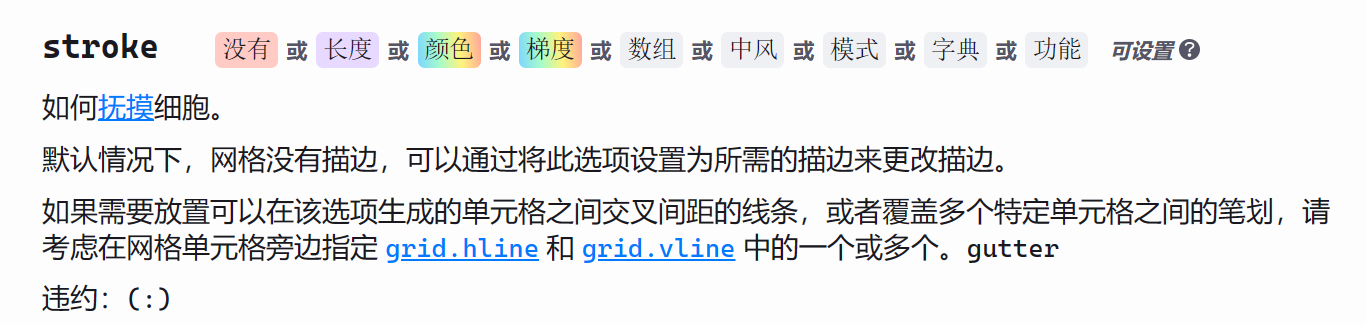 stroke 没有 或 长度 或 颜色 或 梯度 或 数组 或 中风 或 模式 或 字典 或 功能 可设置 ?
如何抚摸细胞。
默认情况下，网格没有描边，可以通过将此选项设置为所需的描边来更改描边。
如果需要放置可以在该选项生成的单元格之间交叉间距的线条，或者覆盖多个特定单元格之间的笔划，请
考虑在网格单元格旁边指定 grid.hline 和 grid.vline 中的一个或多个。gutter
违约：(:)